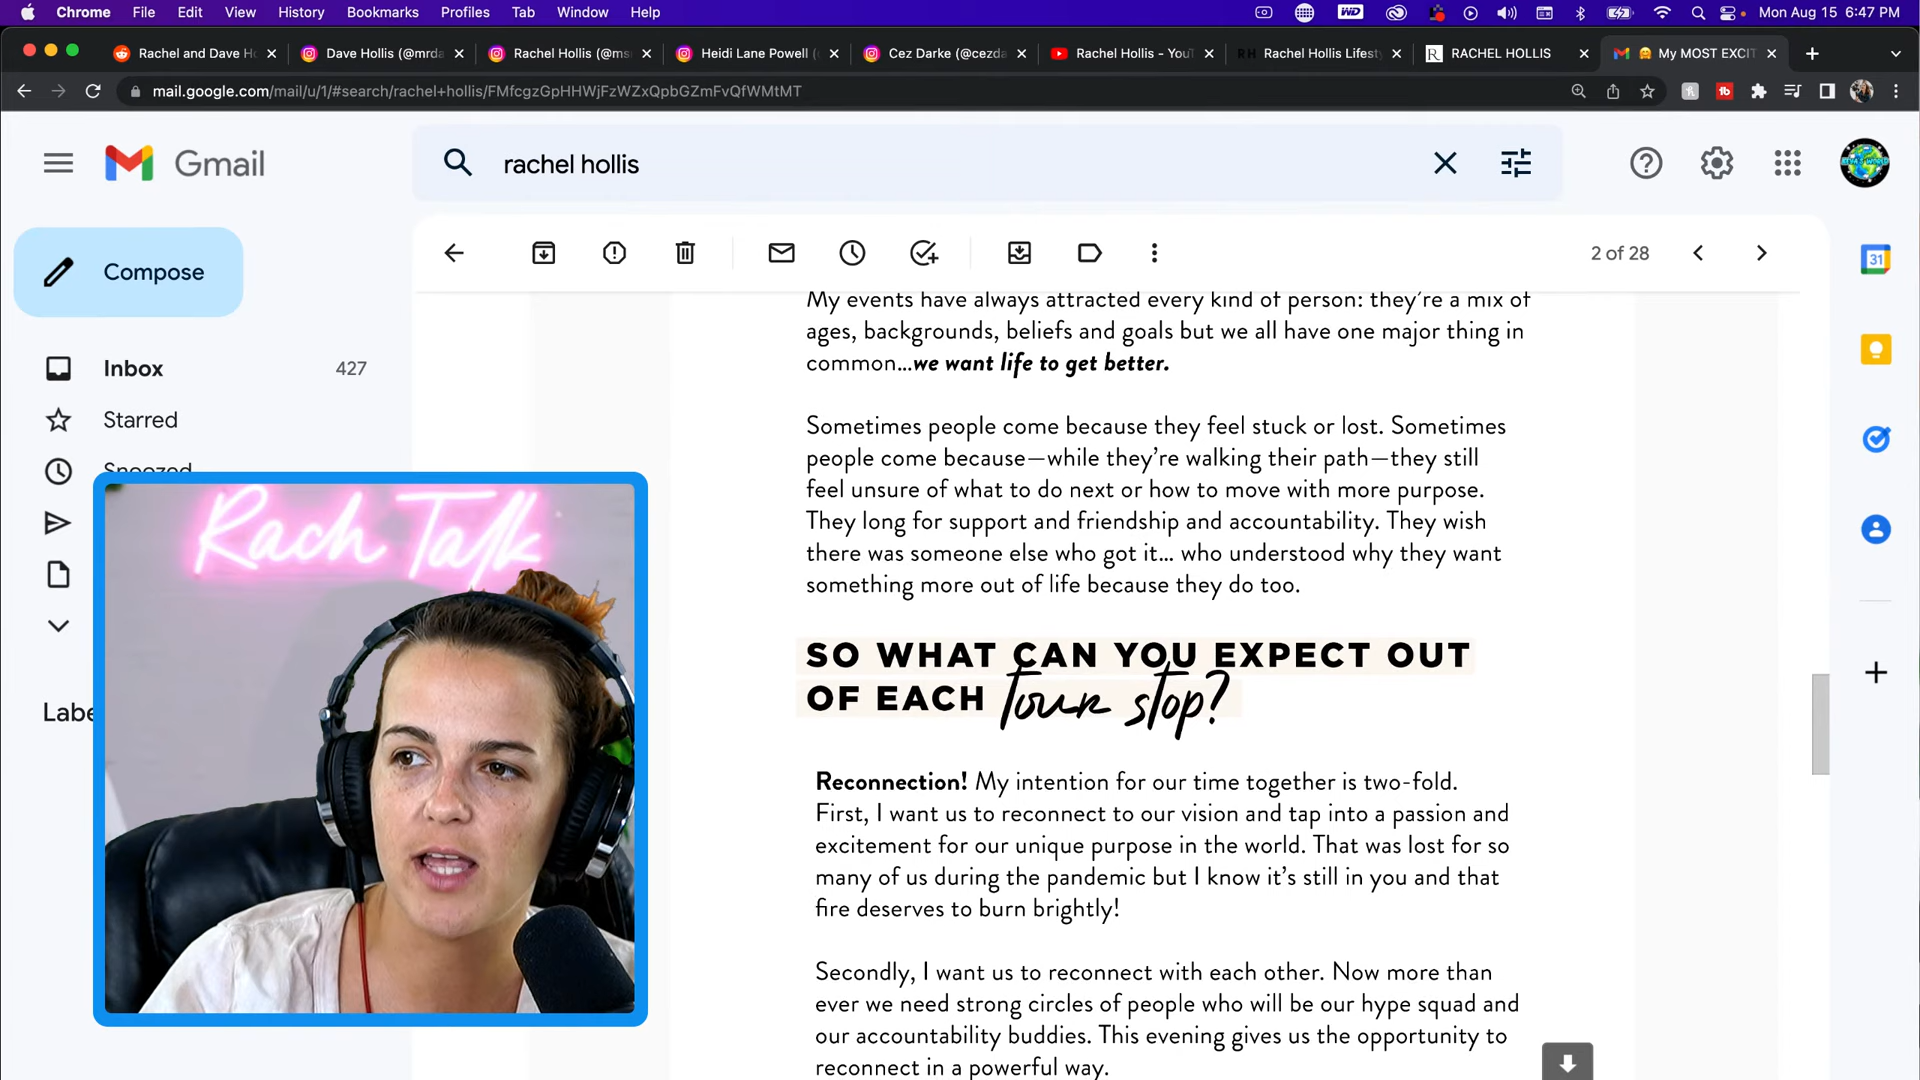 Chrome File Edit View History Bookmarks Profiles Tab Window Help Mon Aug 15 6:47 PM
Rachel and Dave Ho Dave Hollis (@mrda Rachel Hollis (@ms Heidi Lane Powell ( Cez Darke (@cezda Rachel Hollis - YouT Rachel Hollis Lifest RACHEL HOLLIS My MOST EXCIT
mail.google.com/mail/u/1/#search/rachel+hollis/FMfcgzGpHHWjFzWZxQpbGZmFvQfWMtMT
Gmail rachel hollis
Compose
2 of 28
Inbox 427
Starred
Snoozed
Labe
My events have always attracted every kind of person: they're a mix of
ages, backgrounds, beliefs and goals but we all have one major thing in
common...we want life to get better.
Sometimes people come because they feel stuck or lost. Sometimes
people come because—while they're walking their path—they still
feel unsure of what to do next or how to move with more purpose.
They long for support and friendship and accountability. They wish
there was someone else who got it... who understood why they want
something more out of life because they do too.
SO WHAT CAN YOU EXPECT OUT
OF EACH tour stop?
Reconnection! My intention for our time together is two-fold.
First, I want us to reconnect to our vision and tap into a passion and
excitement for our unique purpose in the world. That was lost for so
many of us during the pandemic but I know it's still in you and that
fire deserves to burn brightly!
Secondly, I want us to reconnect with each other. Now more than
ever we need strong circles of people who will be our hype squad and
our accountability buddies. This evening gives us the opportunity to
reconnect in a powerful way.
Rach Talk
31